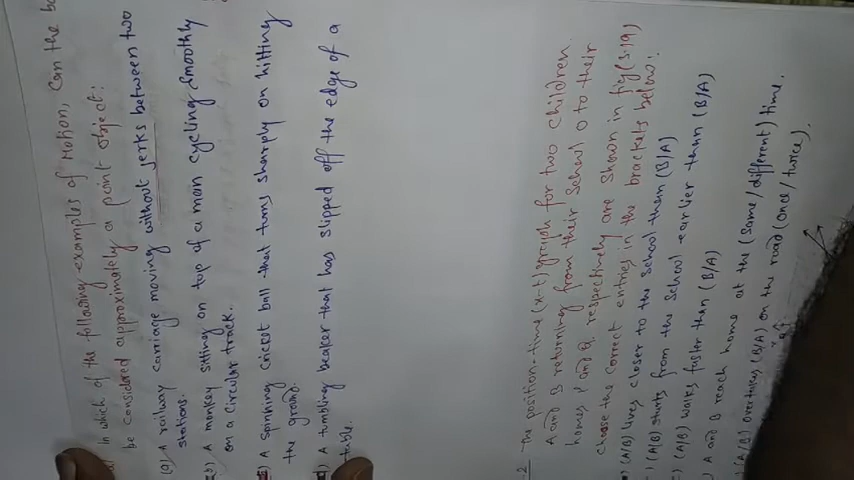 In which of the following examples of Motion, Can the bo
be considered approximately a point object:
(a) A railway carriage moving without jerks between two
stations.
A monkey sitting on top of a man cycling smoothly
on a Circular track.
A spinning Cricket ball that turns sharply on hitting
the ground.
A tumbling beaker that has slipped off the edge of a
table.
The position-time (x-t) graph for two children
A and B returning from their School O to their
homes P and Q respectively are shown in fig (3.19)
choose the correct entries in the brackets below:
(A/B) lives closer to the school than (B/A)
(A/B) starts from the School earlier than (B/A)
(A/B) walks faster than (B/A)
A and B reach home at the (Same/different) time.
(A/B) overtakes (B/A) on the road (once/twice).